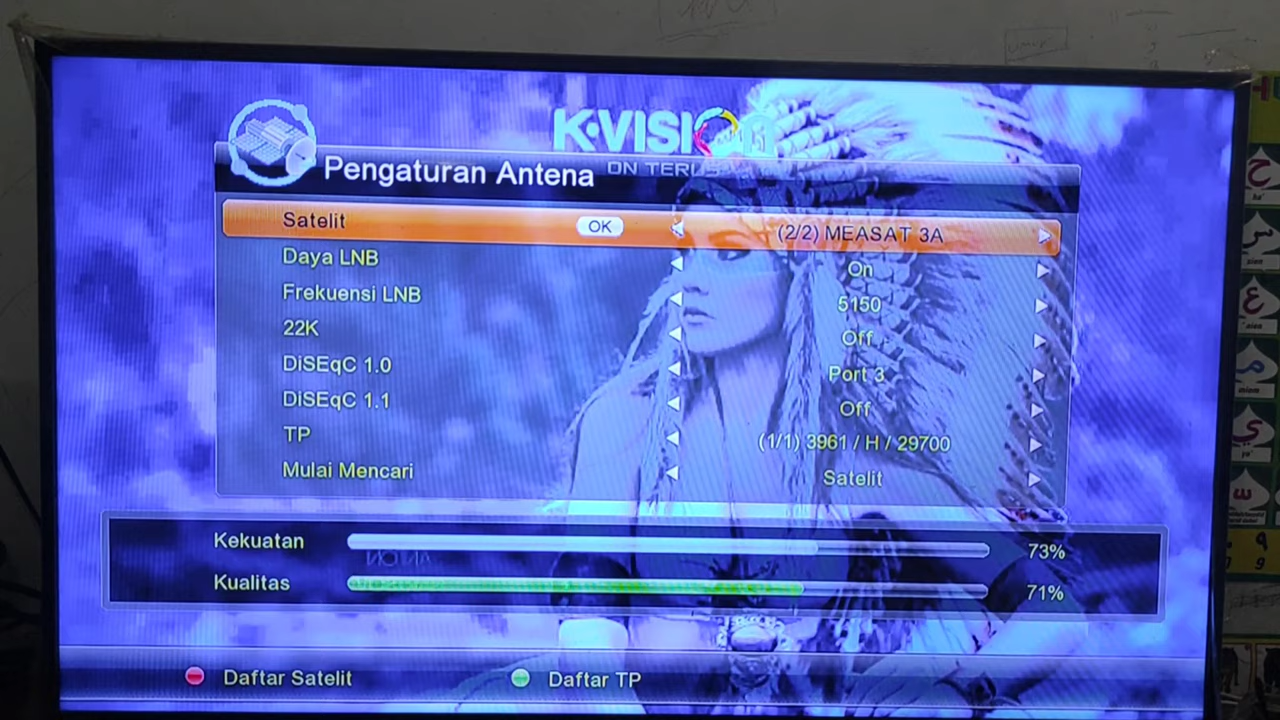 K-VISION
ON TERUS
Pengaturan Antena
Satelit OK (2/2) MEASAT 3A
Daya LNB On
Frekuensi LNB 5150
22K Off
DiSEqC 1.0 Port 3
DiSEqC 1.1 Off
TP (1/1) 3961 / H / 29700
Mulai Mencari Satelit
Kekuatan 73%
Kualitas 71%
Daftar Satelit Daftar TP
ح
ha'
ع
م
ي
ya'